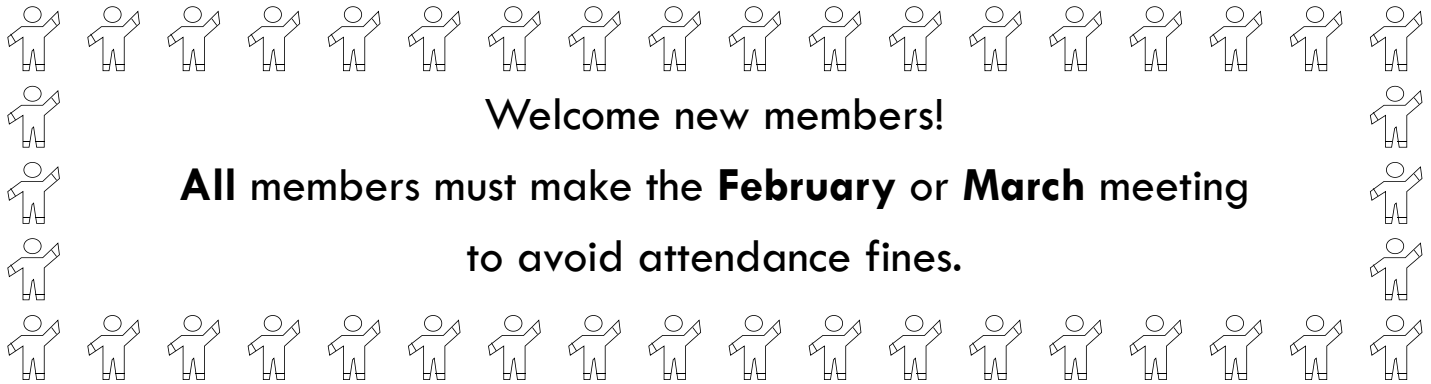 Welcome new members!
All members must make the February or March meeting
to avoid attendance fines.